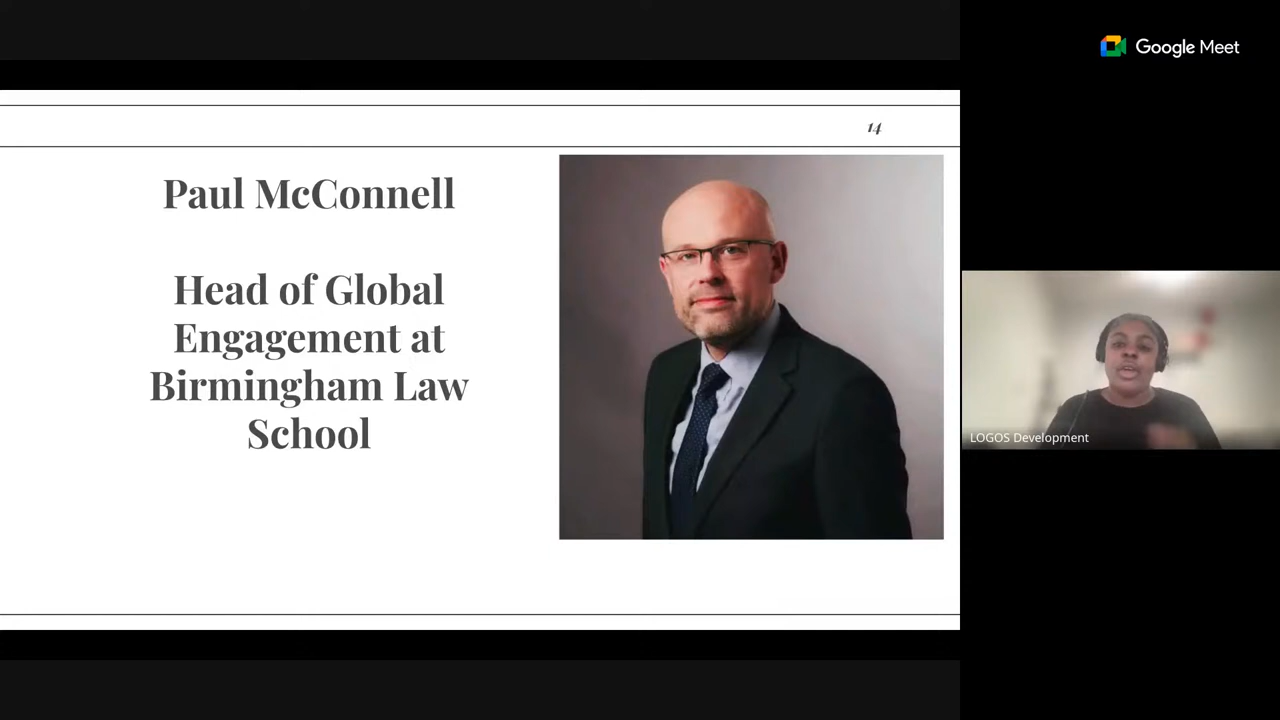 Google Meet
14
Paul McConnell
Head of Global
Engagement at
Birmingham Law
School
LOGOS Development